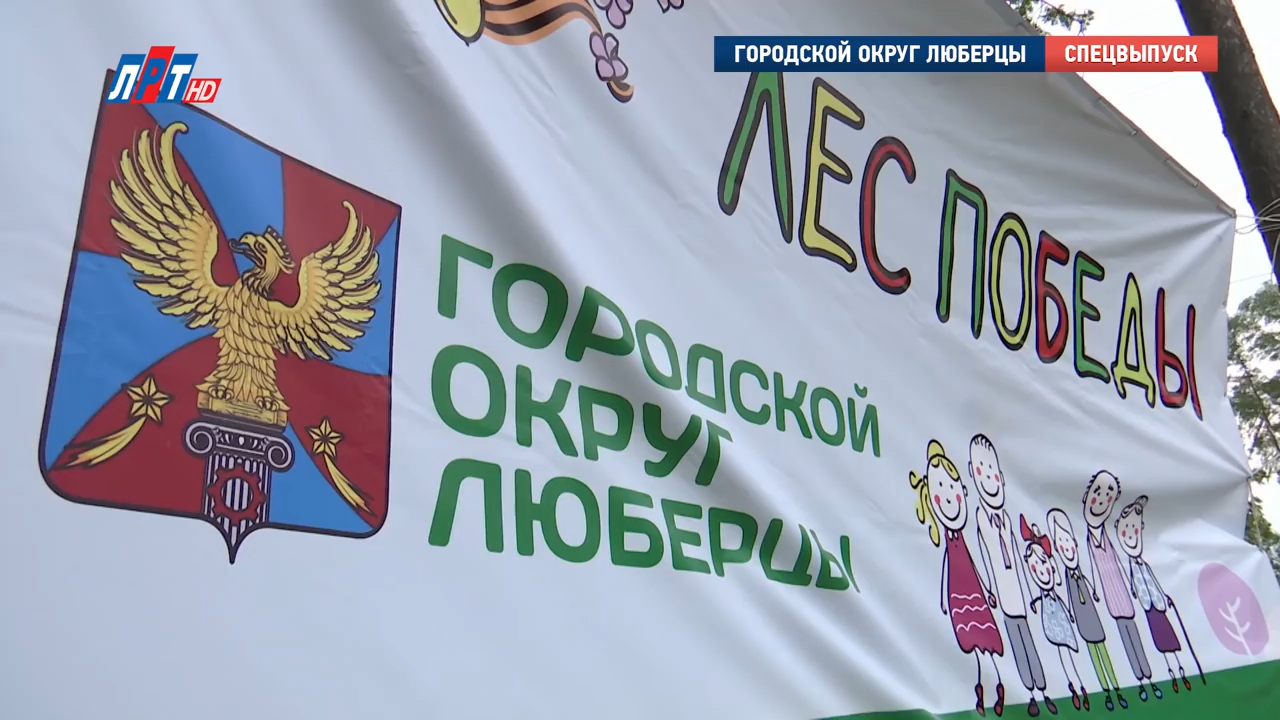 ЛРТ HD
ГОРОДСКОЙ ОКРУГ ЛЮБЕРЦЫ СПЕЦВЫПУСК
ЛЕС ПОБЕДЫ
ГОРОДСКОЙ
ОКРУГ
ЛЮБЕРЦЫ